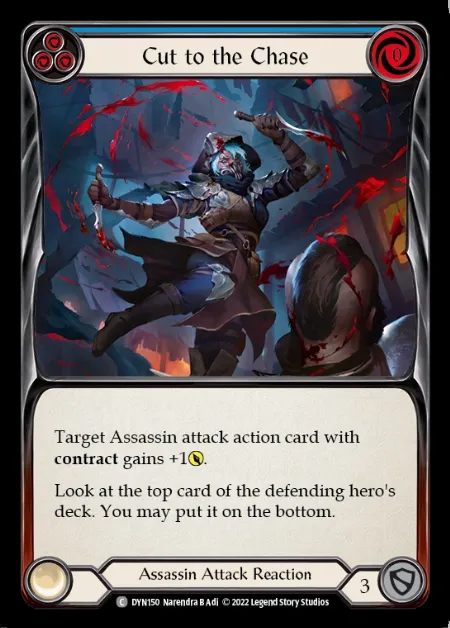 Cut to the Chase
0
Target Assassin attack action card with
contract gains +1.
Look at the top card of the defending hero's
deck. You may put it on the bottom.
Assassin Attack Reaction
3
C DYN150 Narendra B Adi © 2022 Legend Story Studios